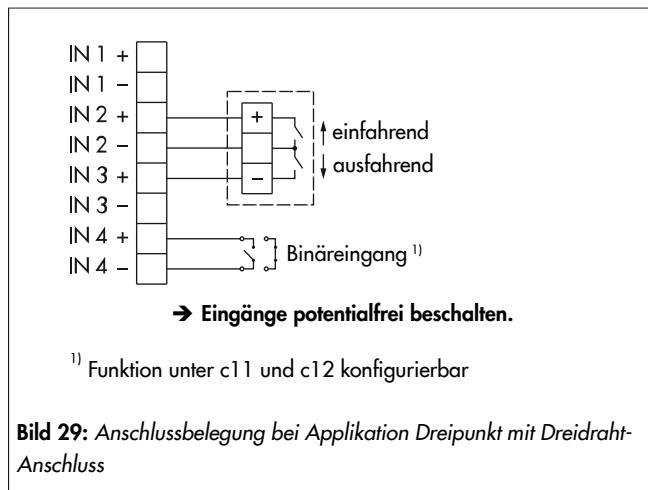 IN 1 +
IN 1 –
IN 2 +
IN 2 –
IN 3 +
IN 3 –
IN 4 +
IN 4 –
+
–
einfahrend
ausfahrend
Binäreingang 1)
➔ Eingänge potentialfrei beschalten.
1) Funktion unter c11 und c12 konfigurierbar
Bild 29: Anschlussbelegung bei Applikation Dreipunkt mit Dreidraht-
Anschluss